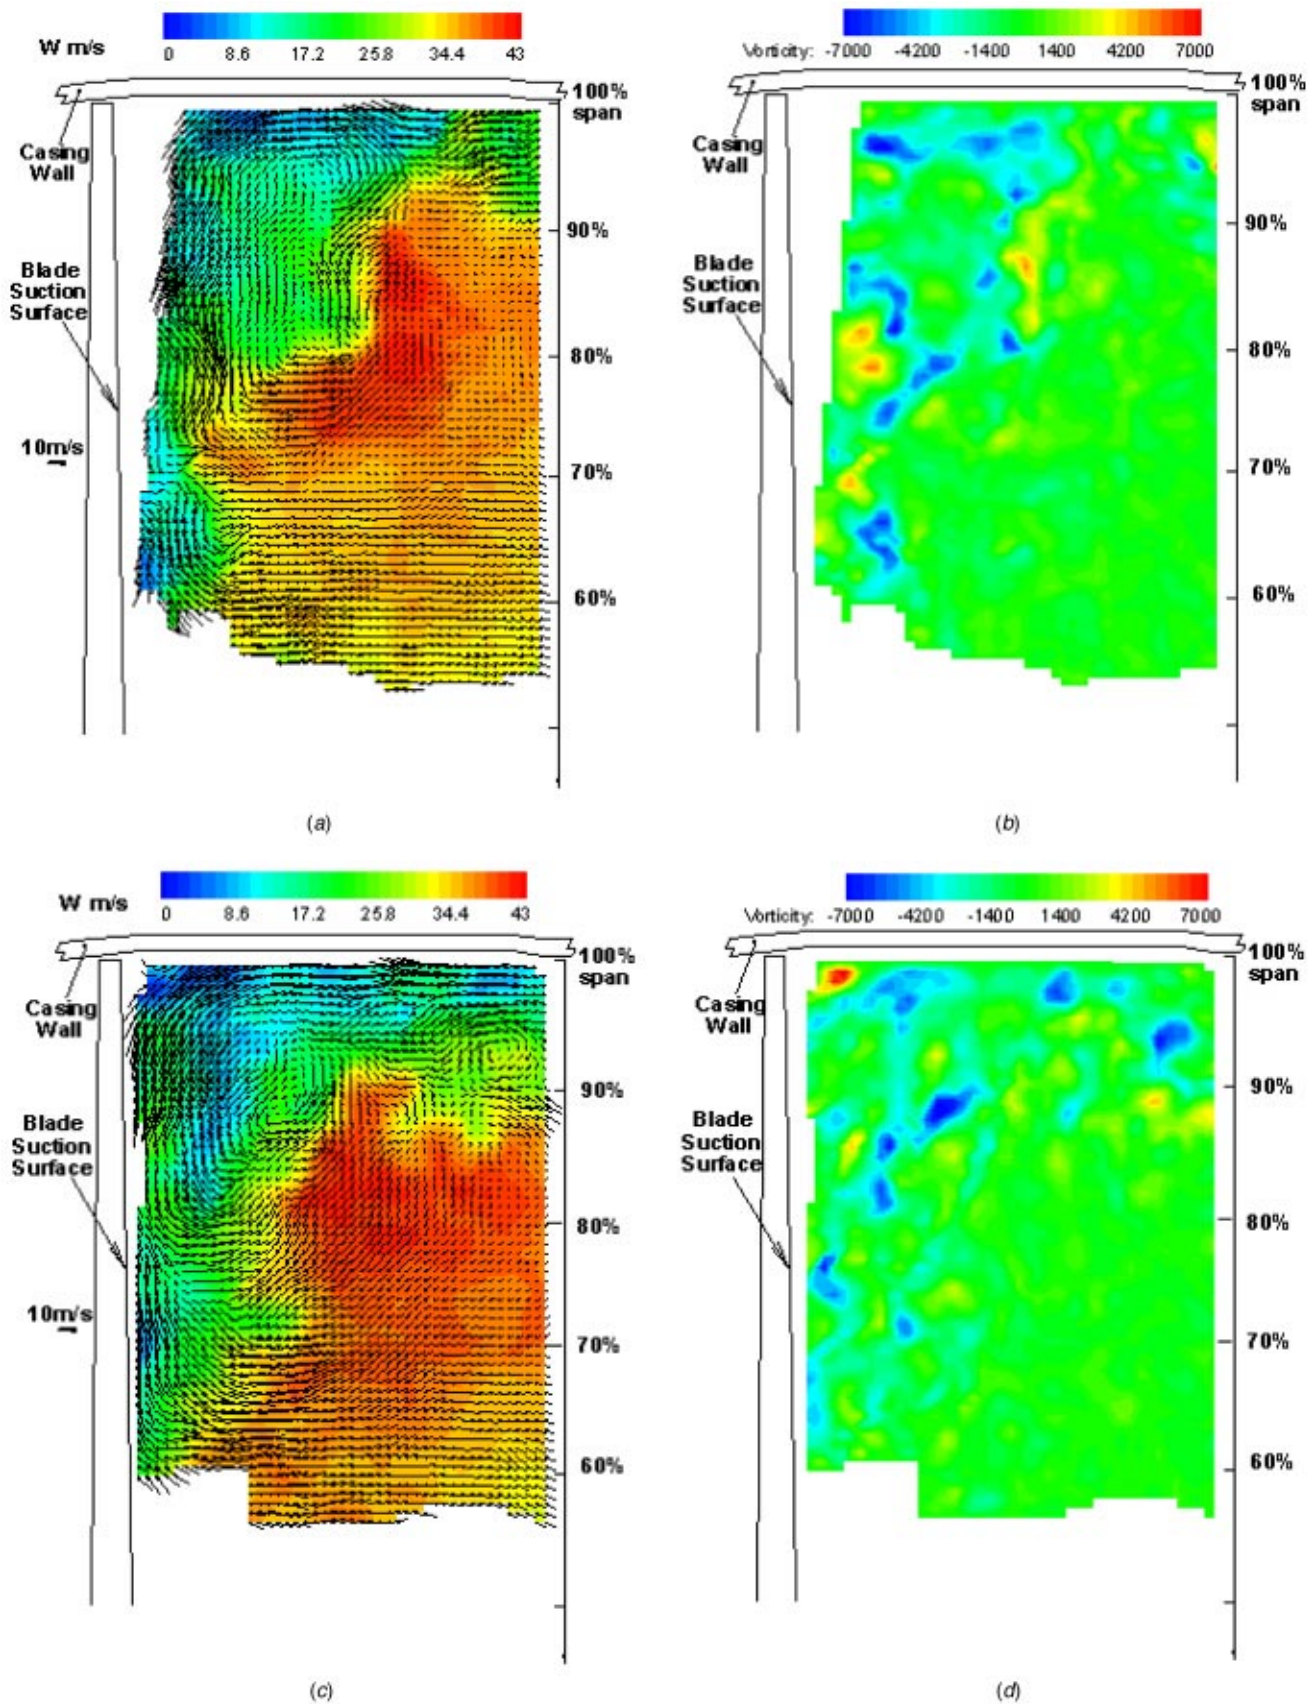 W m/s
0 8.6 17.2 25.8 34.4 43
100%
span
Casing
Wall
90%
Blade
Suction
Surface
80%
10m/s
70%
60%
(a)
Vorticity: -7000 -4200 -1400 1400 4200 7000
100%
span
Casing
Wall
90%
Blade
Suction
Surface
80%
70%
60%
(b)
W m/s
0 8.6 17.2 25.8 34.4 43
100%
span
Casing
Wall
90%
Blade
Suction
Surface
80%
10m/s
70%
60%
(c)
Vorticity: -7000 -4200 -1400 1400 4200 7000
100%
span
Casing
Wall
90%
Blade
Suction
Surface
80%
70%
60%
(d)